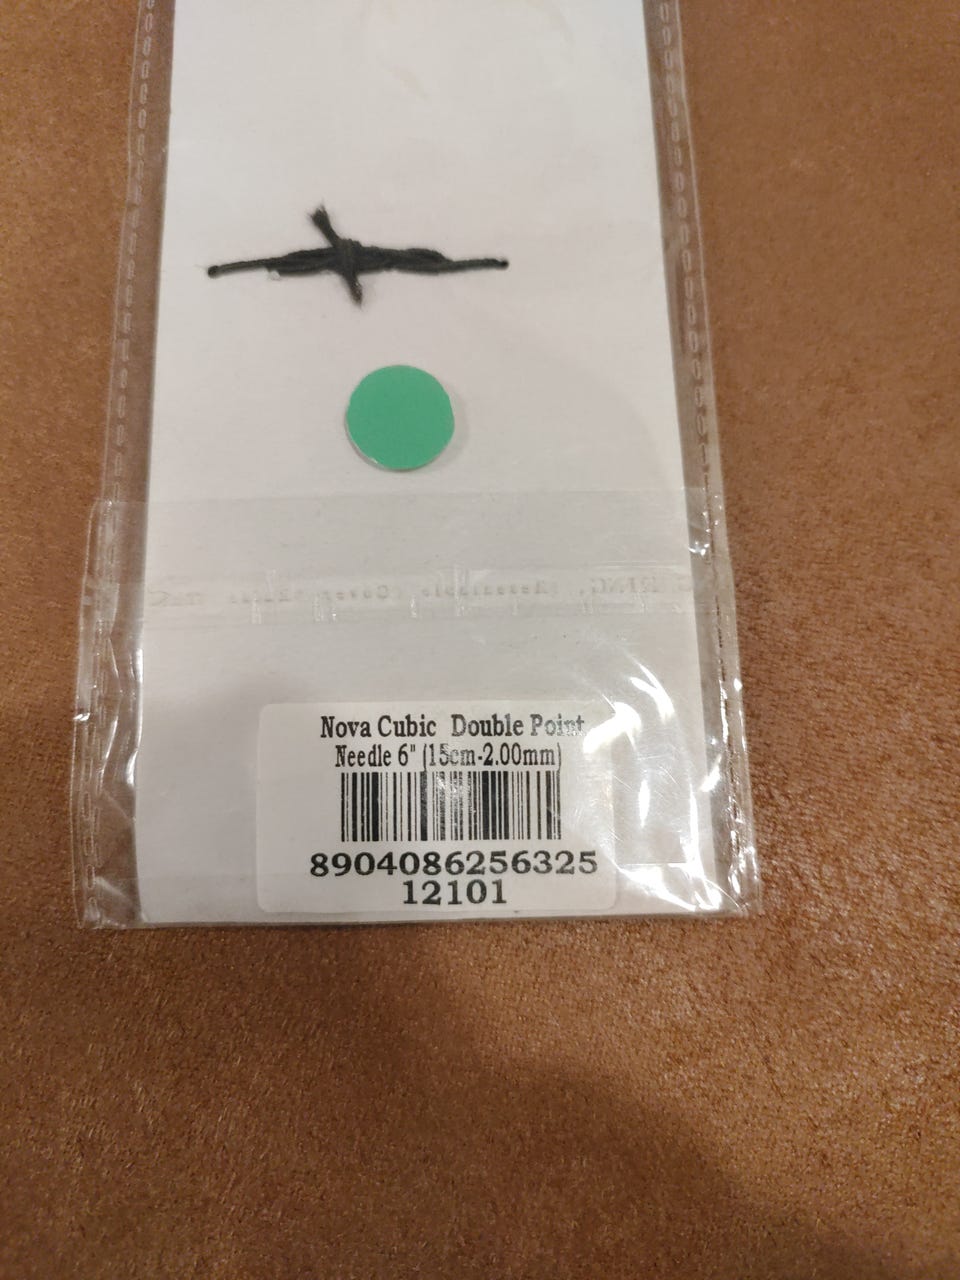 Nova Cubic Double Point
Needle 6" (15cm-2.00mm)
8904086256325
12101